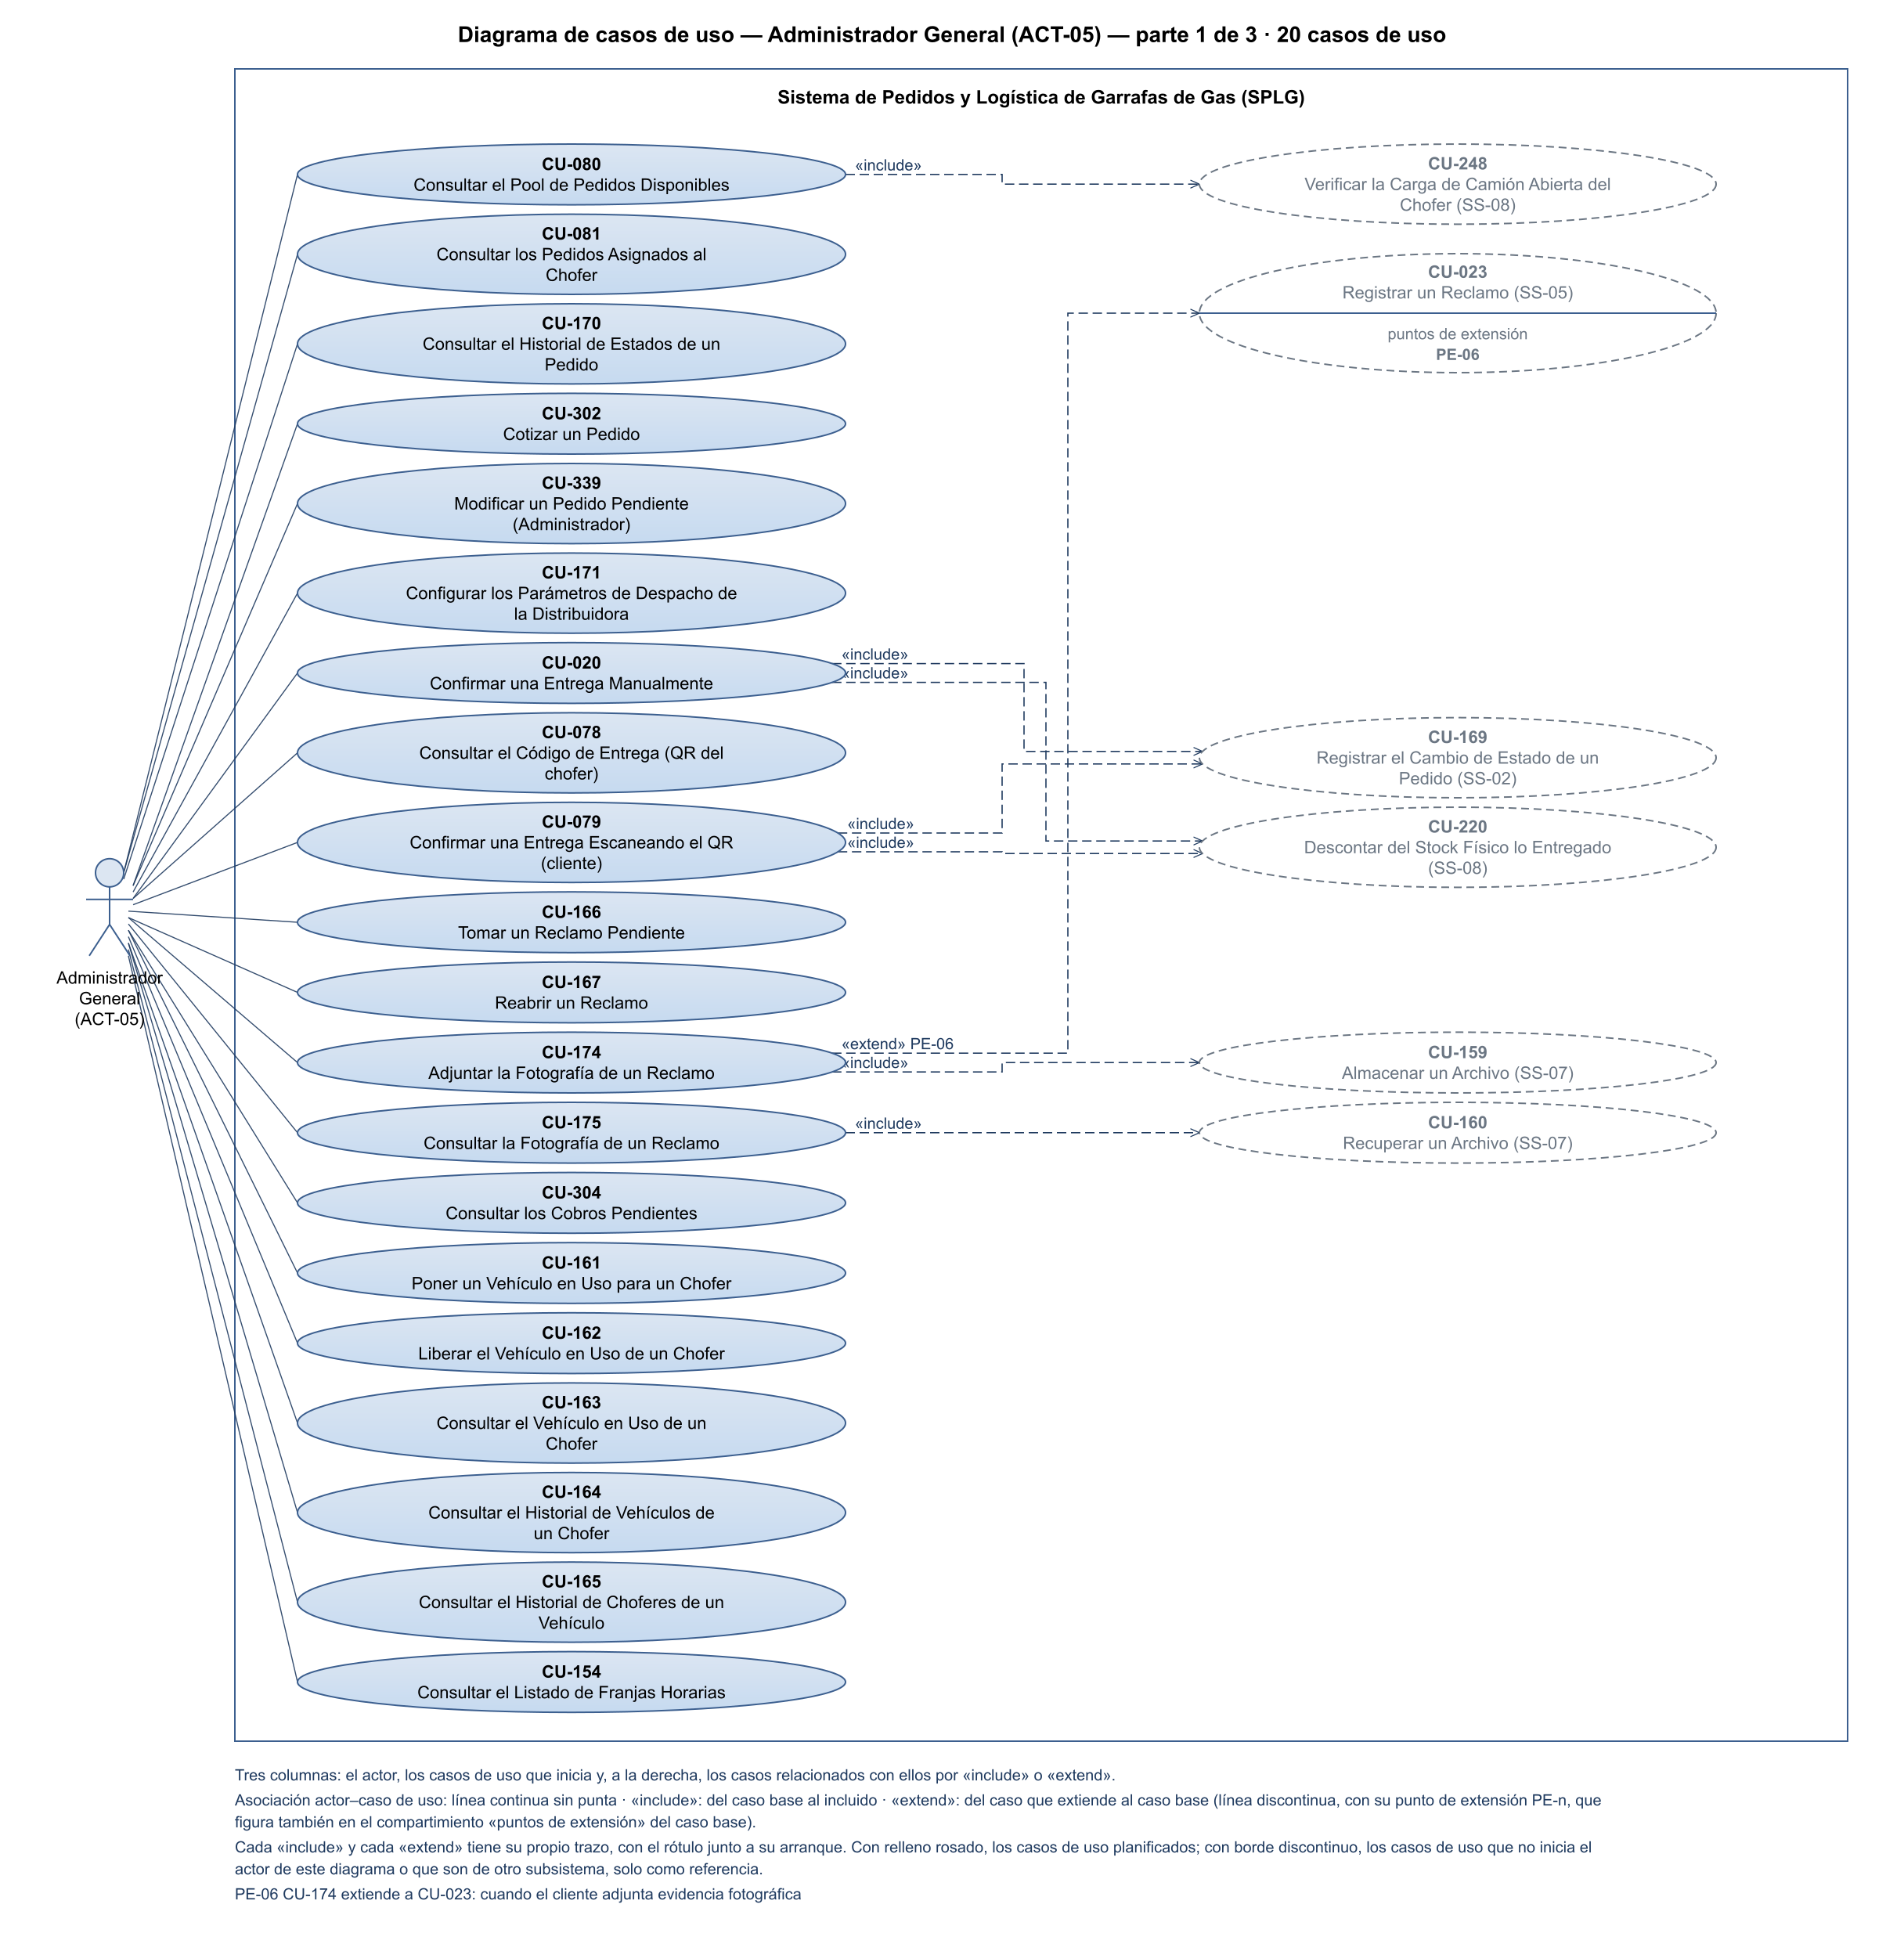 Diagrama de casos de uso — Administrador General (ACT-05) — parte 1 de 3 · 20 casos de uso
Sistema de Pedidos y Logística de Garrafas de Gas (SPLG)
CU-080
Consultar el Pool de Pedidos Disponibles
«include»
CU-248
Verificar la Carga de Camión Abierta del
Chofer (SS-08)
CU-081
Consultar los Pedidos Asignados al
Chofer
CU-023
Registrar un Reclamo (SS-05)
puntos de extensión
PE-06
CU-170
Consultar el Historial de Estados de un
Pedido
CU-302
Cotizar un Pedido
CU-339
Modificar un Pedido Pendiente
(Administrador)
CU-171
Configurar los Parámetros de Despacho de
la Distribuidora
CU-020
Confirmar una Entrega Manualmente
«include»
«include»
CU-078
Consultar el Código de Entrega (QR del
chofer)
CU-169
Registrar el Cambio de Estado de un
Pedido (SS-02)
CU-079
Confirmar una Entrega Escaneando el QR
(cliente)
«include»
«include»
CU-220
Descontar del Stock Físico lo Entregado
(SS-08)
CU-166
Tomar un Reclamo Pendiente
Administrador
General
(ACT-05)
CU-167
Reabrir un Reclamo
CU-174
Adjuntar la Fotografía de un Reclamo
«extend» PE-06
«include»
CU-159
Almacenar un Archivo (SS-07)
CU-175
Consultar la Fotografía de un Reclamo
«include»
CU-160
Recuperar un Archivo (SS-07)
CU-304
Consultar los Cobros Pendientes
CU-161
Poner un Vehículo en Uso para un Chofer
CU-162
Liberar el Vehículo en Uso de un Chofer
CU-163
Consultar el Vehículo en Uso de un
Chofer
CU-164
Consultar el Historial de Vehículos de
un Chofer
CU-165
Consultar el Historial de Choferes de un
Vehículo
CU-154
Consultar el Listado de Franjas Horarias
Tres columnas: el actor, los casos de uso que inicia y, a la derecha, los casos relacionados con ellos por «include» o «extend».
Asociación actor–caso de uso: línea continua sin punta · «include»: del caso base al incluido · «extend»: del caso que extiende al caso base (línea discontinua, con su punto de extensión PE-n, que
figura también en el compartimiento «puntos de extensión» del caso base).
Cada «include» y cada «extend» tiene su propio trazo, con el rótulo junto a su arranque. Con relleno rosado, los casos de uso planificados; con borde discontinuo, los casos de uso que no inicia el
actor de este diagrama o que son de otro subsistema, solo como referencia.
PE-06 CU-174 extiende a CU-023: cuando el cliente adjunta evidencia fotográfica